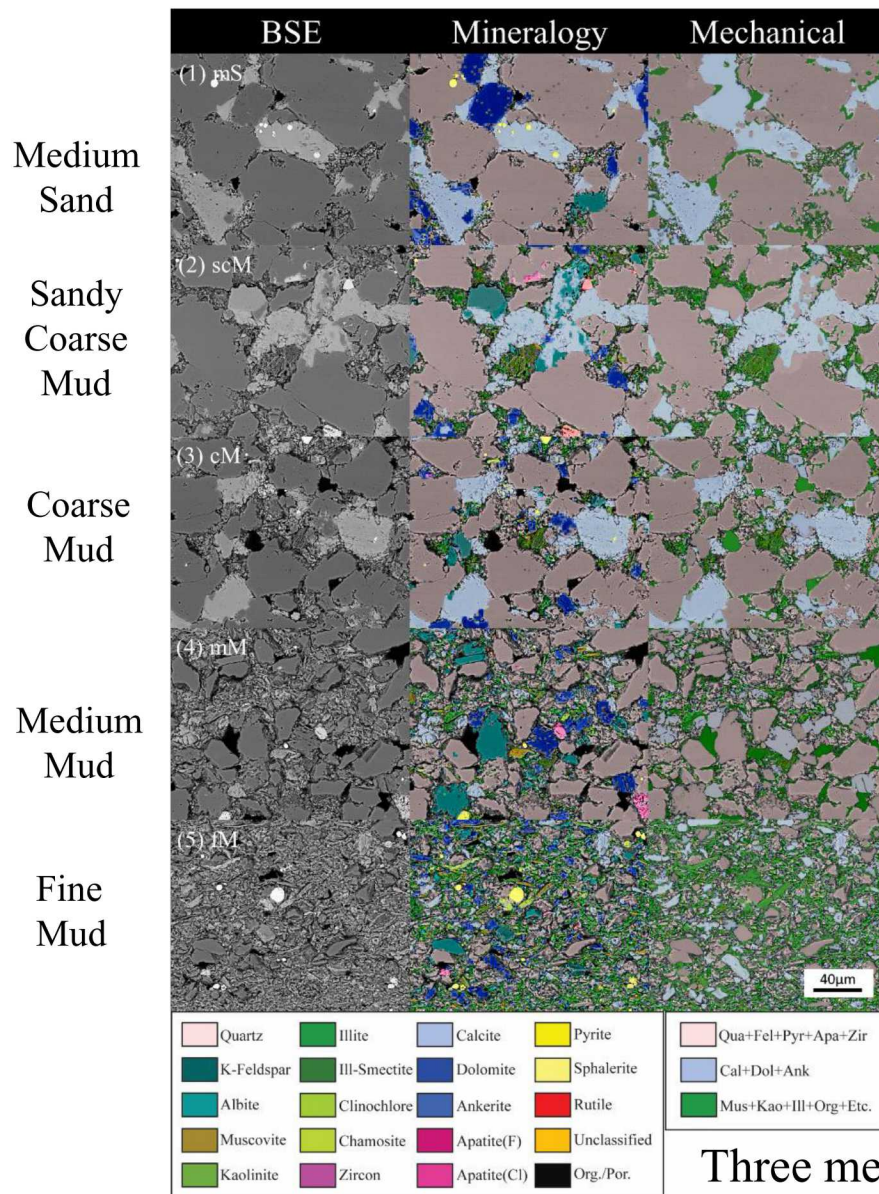 BSE Mineralogy Mechanical
(1) mS
Medium
Sand
(2) scM
Sandy
Coarse
Mud
(3) cM
Coarse
Mud
(4) mM
Medium
Mud
(5) fM
Fine
Mud
40μm
Quartz Illite Calcite Pyrite Qua+Fel+Pyr+Apa+Zir
K-Feldspar Ill-Smectite Dolomite Sphalerite Cal+Dol+Ank
Albite Clinochlore Ankerite Rutile Mus+Kao+Ill+Org+Etc.
Muscovite Chamosite Apatite(F) Unclassified
Kaolinite Zircon Apatite(Cl) Org./Por.
Three me